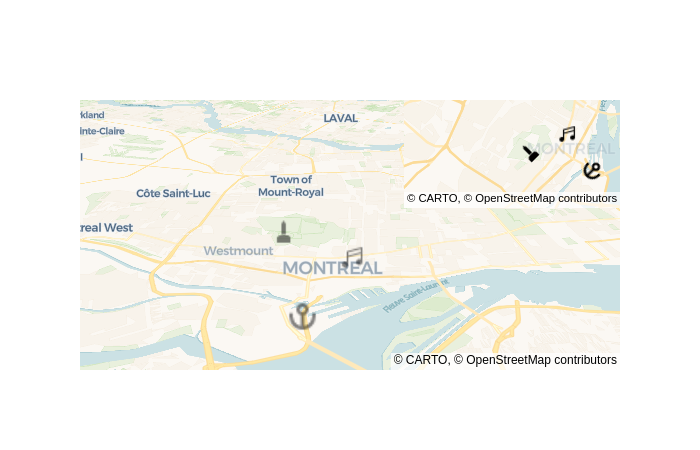 LAVAL
rkland
inte-Claire
MONTREAL
Town of
Mount-Royal
Côte Saint-Luc
© CARTO, © OpenStreetMap contributors
treal West
Westmount
MONTREAL
Fleuve Saint-Laurent
© CARTO, © OpenStreetMap contributors